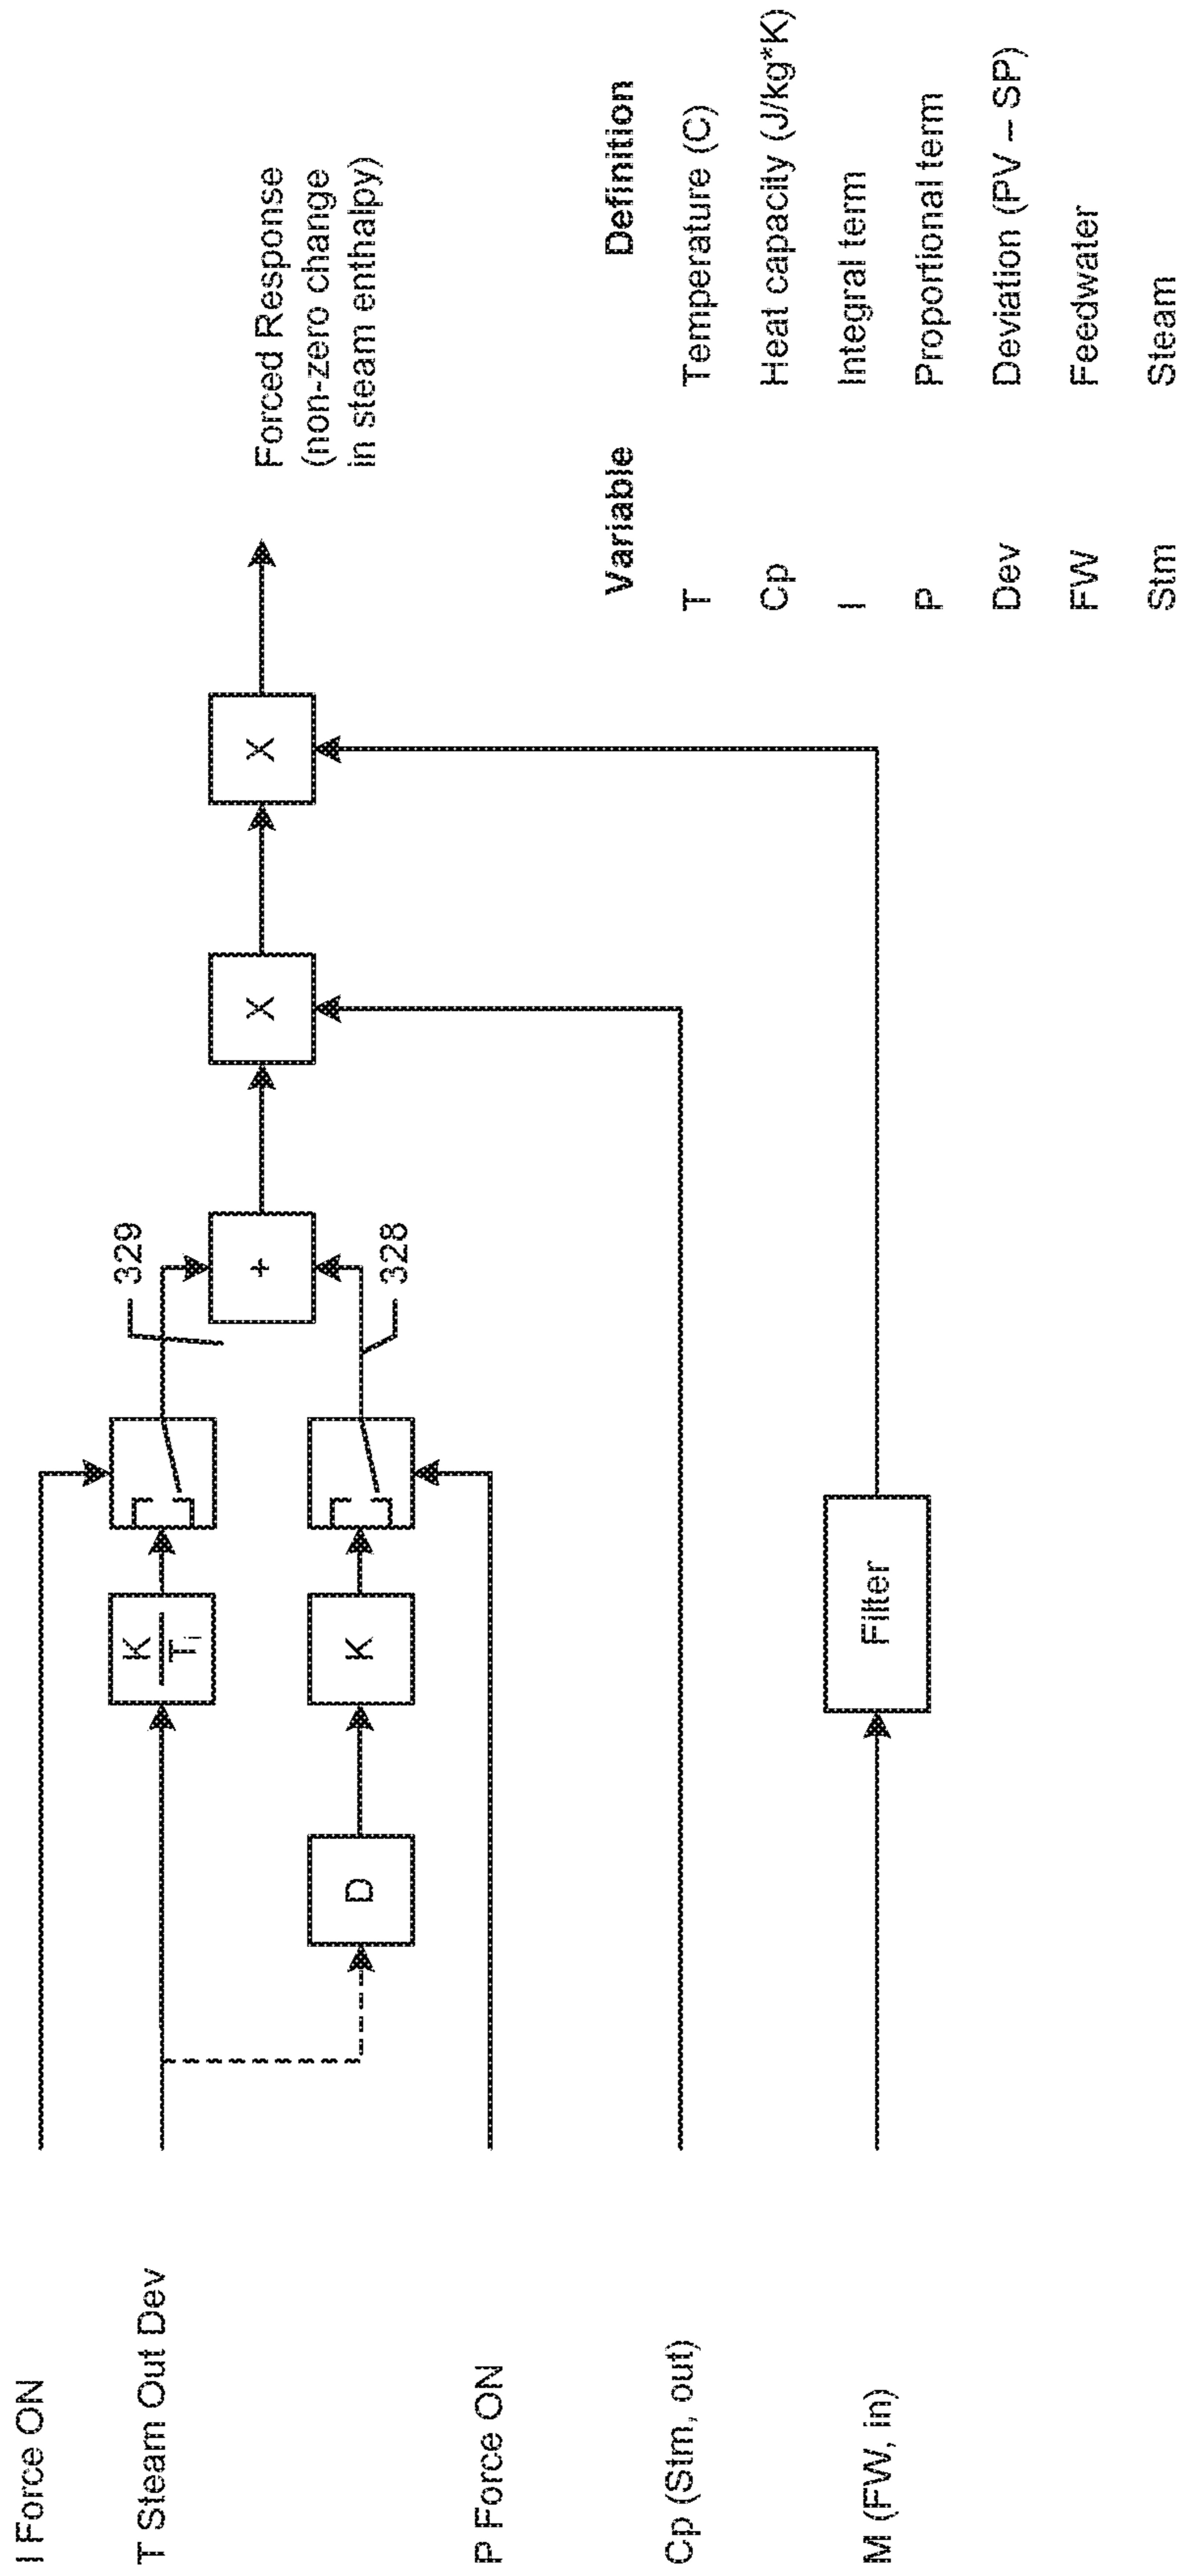 I Force ON
T Steam Out Dev
P Force ON
Cp (Stm, out)
M (FW, in)
K
Ti
D
K
Filter
329
328
+
X
X
Forced Response
(non-zero change
in steam enthalpy)
Variable Definition
T Temperature (C)
Cp Heat capacity (J/kg*K)
I Integral term
P Proportional term
Dev Deviation (PV – SP)
FW Feedwater
Stm Steam